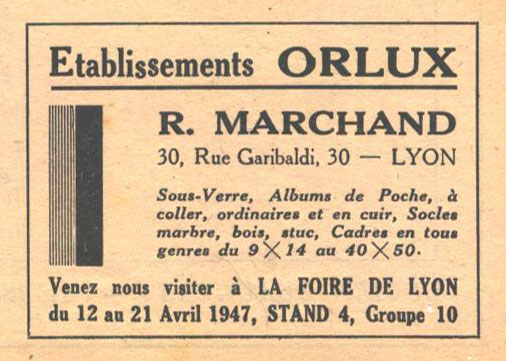 Etablissements ORLUX
R. MARCHAND
30, Rue Garibaldi, 30 — LYON
Sous-Verre, Albums de Poche, à
coller, ordinaires et en cuir, Socles
marbre, bois, stuc, Cadres en tous
genres du 9×14 au 40×50.
Venez nous visiter à LA FOIRE DE LYON
du 12 au 21 Avril 1947, STAND 4, Groupe 10